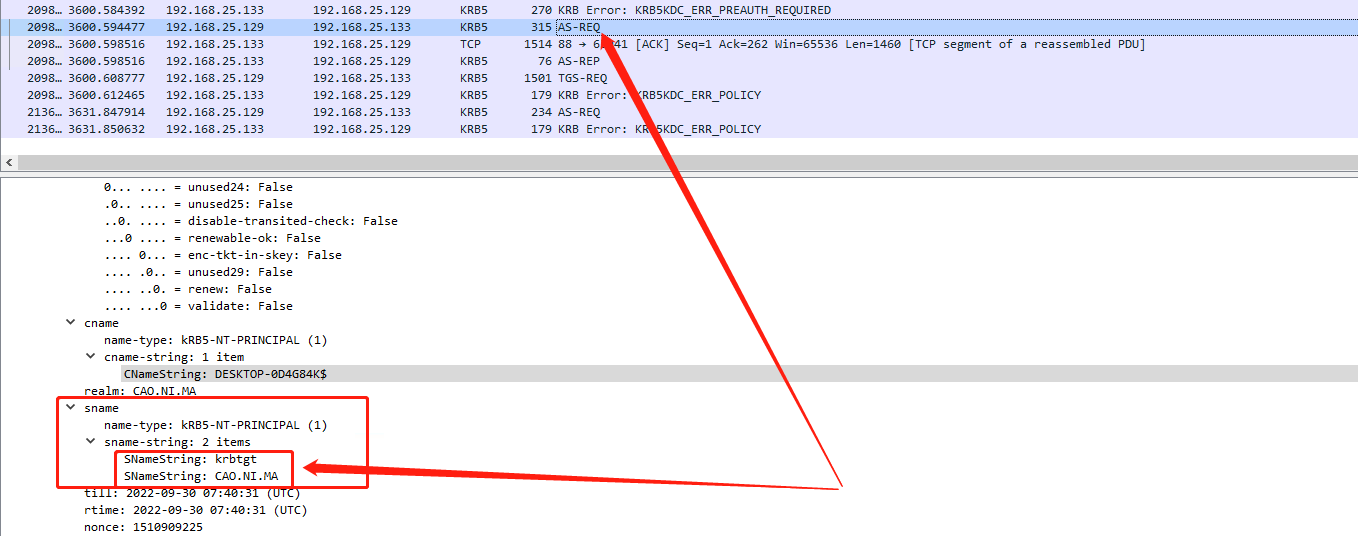 2098… 3600.584392 192.168.25.133 192.168.25.129 KRB5 270 KRB Error: KRB5KDC_ERR_PREAUTH_REQUIRED
2098… 3600.594477 192.168.25.129 192.168.25.133 KRB5 315 AS-REQ
2098… 3600.598516 192.168.25.133 192.168.25.129 TCP 1514 88 → 6 41 [ACK] Seq=1 Ack=262 Win=65536 Len=1460 [TCP segment of a reassembled PDU]
2098… 3600.598516 192.168.25.133 192.168.25.129 KRB5 76 AS-REP
2098… 3600.608777 192.168.25.129 192.168.25.133 KRB5 1501 TGS-REQ
2098… 3600.612465 192.168.25.133 192.168.25.129 KRB5 179 KRB Error: KRB5KDC_ERR_POLICY
2136… 3631.847914 192.168.25.129 192.168.25.133 KRB5 234 AS-REQ
2136… 3631.850632 192.168.25.133 192.168.25.129 KRB5 179 KRB Error: KRB5KDC_ERR_POLICY
0... .... = unused24: False
.0.. .... = unused25: False
..0. .... = disable-transited-check: False
...0 .... = renewable-ok: False
.... 0... = enc-tkt-in-skey: False
.... .0.. = unused29: False
.... ..0. = renew: False
.... ...0 = validate: False
cname
name-type: kRB5-NT-PRINCIPAL (1)
cname-string: 1 item
CNameString: DESKTOP-0D4G84K$
realm: CAO.NI.MA
sname
name-type: kRB5-NT-PRINCIPAL (1)
sname-string: 2 items
SNameString: krbtgt
SNameString: CAO.NI.MA
till: 2022-09-30 07:40:31 (UTC)
rtime: 2022-09-30 07:40:31 (UTC)
nonce: 1510909225